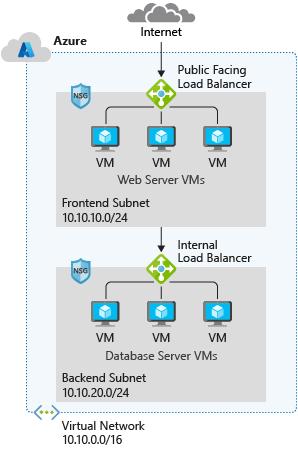 Internet
Azure
Public Facing
Load Balancer
NSG
VM VM VM
Web Server VMs
Frontend Subnet
10.10.10.0/24
Internal
Load Balancer
NSG
VM VM VM
Database Server VMs
Backend Subnet
10.10.20.0/24
Virtual Network
10.10.0.0/16